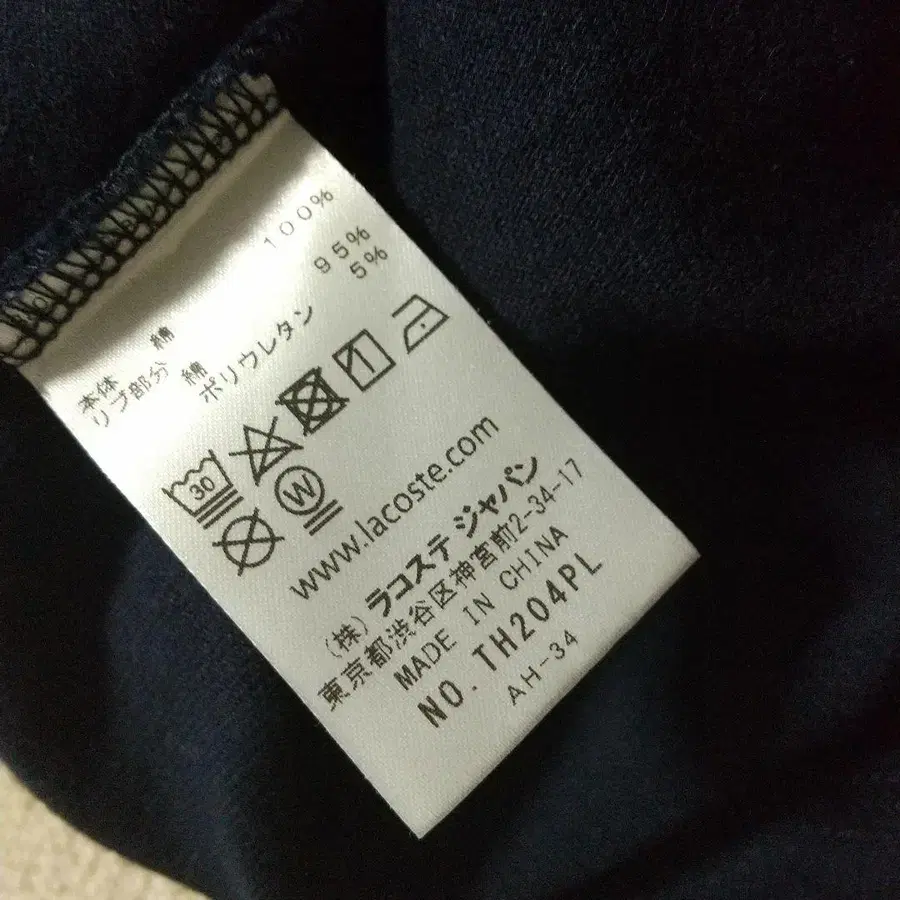 本体 綿 100%
リブ部分 綿 95%
ポリウレタン 5%
30
W
www.lacoste.com
(株) ラコステ ジャパン
東京都渋谷区神宮前2-34-17
MADE IN CHINA
NO. TH204PL
AH-34